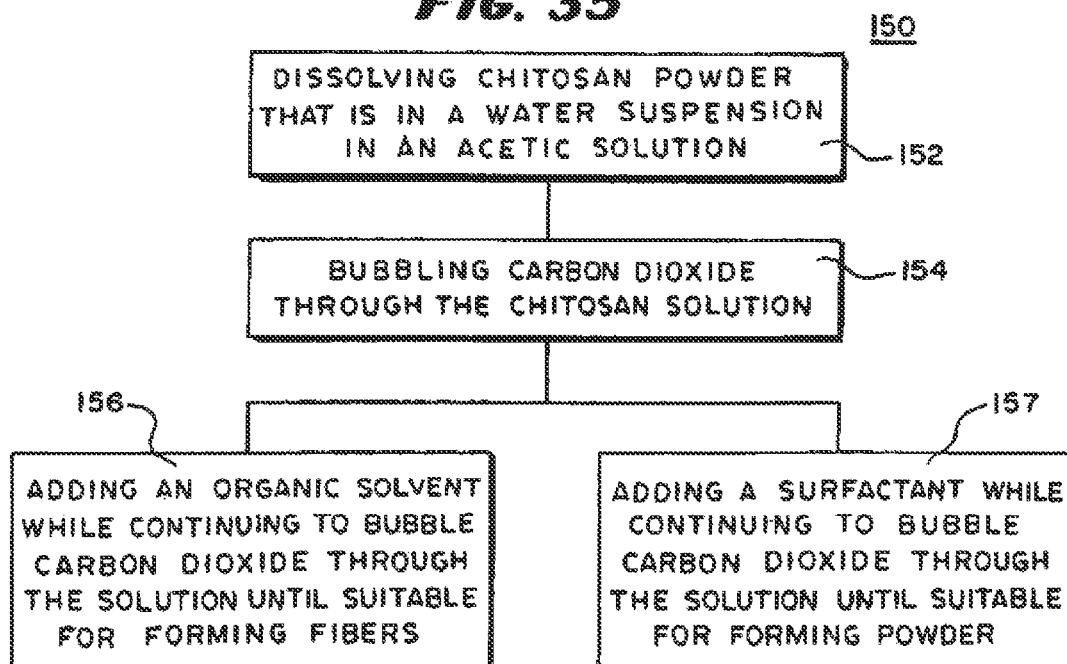 FIG. 35
150
DISSOLVING CHITOSAN POWDER
THAT IS IN A WATER SUSPENSION
IN AN ACETIC SOLUTION
152
BUBBLING CARBON DIOXIDE
THROUGH THE CHITOSAN SOLUTION
154
156
ADDING AN ORGANIC SOLVENT
WHILE CONTINUING TO BUBBLE
CARBON DIOXIDE THROUGH
THE SOLUTION UNTIL SUITABLE
FOR FORMING FIBERS
157
ADDING A SURFACTANT WHILE
CONTINUING TO BUBBLE
CARBON DIOXIDE THROUGH
THE SOLUTION UNTIL SUITABLE
FOR FORMING POWDER